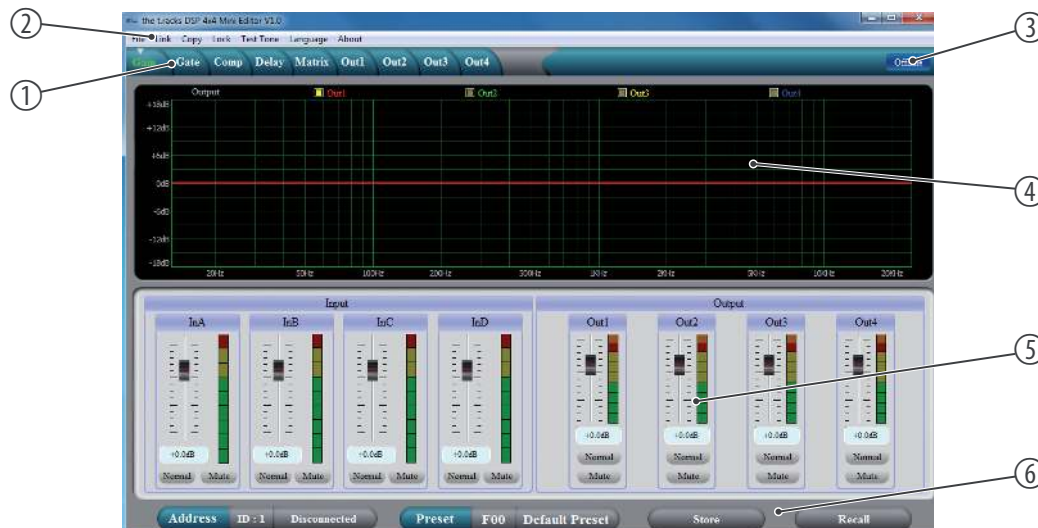 the t.racks DSP 4x4 Mini Editor V1.0
File Link Copy Lock Test Tone Language About
Gain Gate Comp Delay Matrix Out1 Out2 Out3 Out4
Output Out1 Out2 Out3 Out4
+18dB
+12dB
+6dB
0dB
-6dB
-12dB
-18dB
20Hz 50Hz 100Hz 200Hz 500Hz 1KHz 2KHz 5KHz 10KHz 20KHz
Input Output
InA InB InC InD Out1 Out2 Out3 Out4
+0.0dB +0.0dB +0.0dB +0.0dB +0.0dB +0.0dB +0.0dB +0.0dB
Normal Mute Normal Mute Normal Mute Normal Mute Normal Normal Normal Normal
Mute Mute Mute Mute
Address ID : 1 Disconnected Preset F00 Default Preset Store Recall
②
①
③
④
⑤
⑥